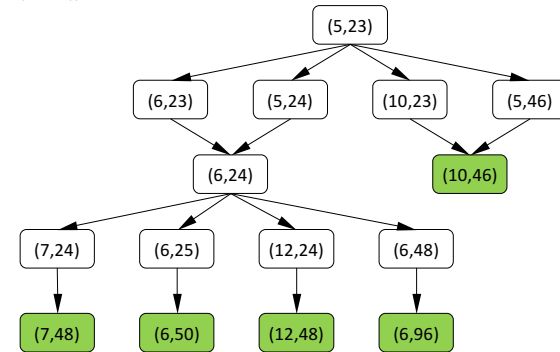 (5,23)
(6,23) (5,24) (10,23) (5,46)
(6,24) (10,46)
(7,24) (6,25) (12,24) (6,48)
(7,48) (6,50) (12,48) (6,96)